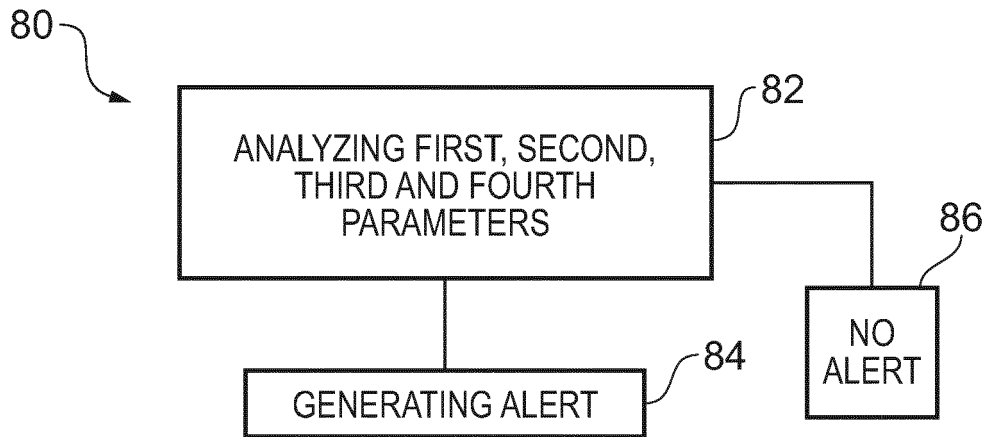 80
82
ANALYZING FIRST, SECOND,
THIRD AND FOURTH
PARAMETERS
86
NO
ALERT
84
GENERATING ALERT